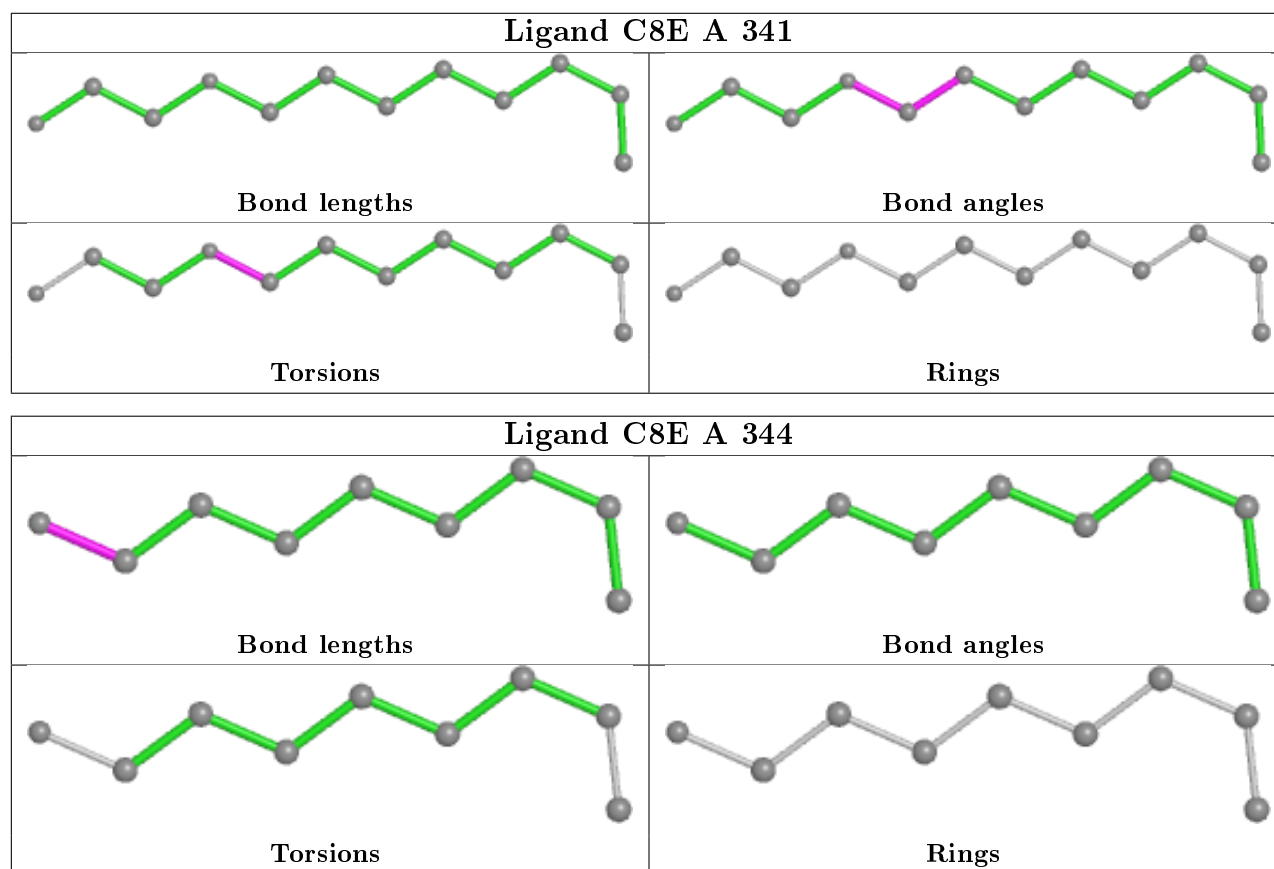 Ligand C8E A 341
Bond lengths
Bond angles
Torsions
Rings
Ligand C8E A 344
Bond lengths
Bond angles
Torsions
Rings